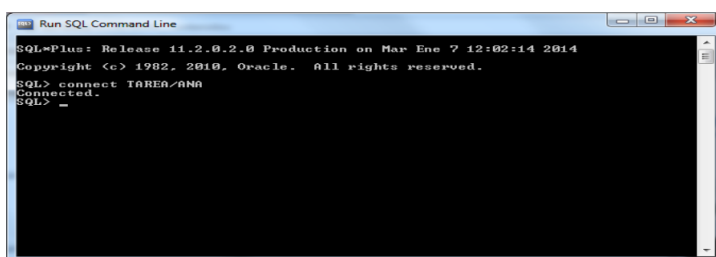 Run SQL Command Line
SQL*Plus: Release 11.2.0.2.0 Production on Mar Ene 7 12:02:14 2014
Copyright (c) 1982, 2010, Oracle.  All rights reserved.
SQL> connect TAREA/ANA
Connected.
SQL> _